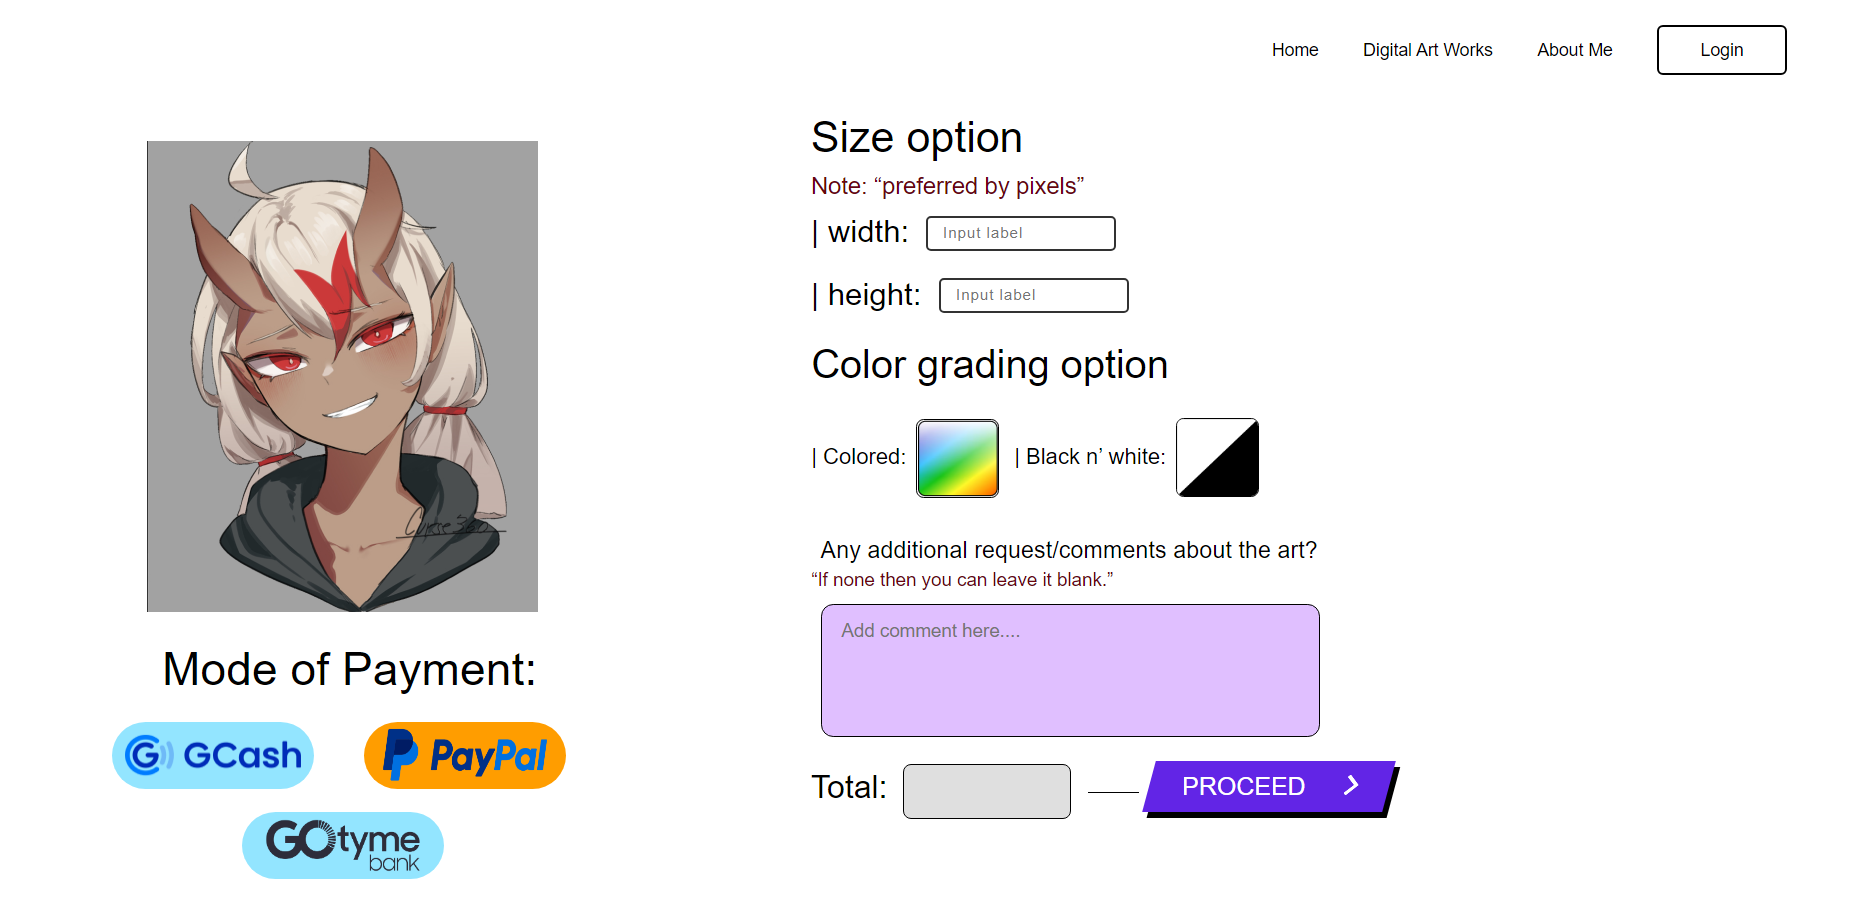 Home Digital Art Works About Me Login
Size option
Note: “preferred by pixels”
| width: Input label
| height: Input label
Color grading option
| Colored: | Black n’ white:
Any additional request/comments about the art?
“If none then you can leave it blank.”
Add comment here....
Total: PROCEED
Mode of Payment:
GCash PayPal
GOtyme
bank